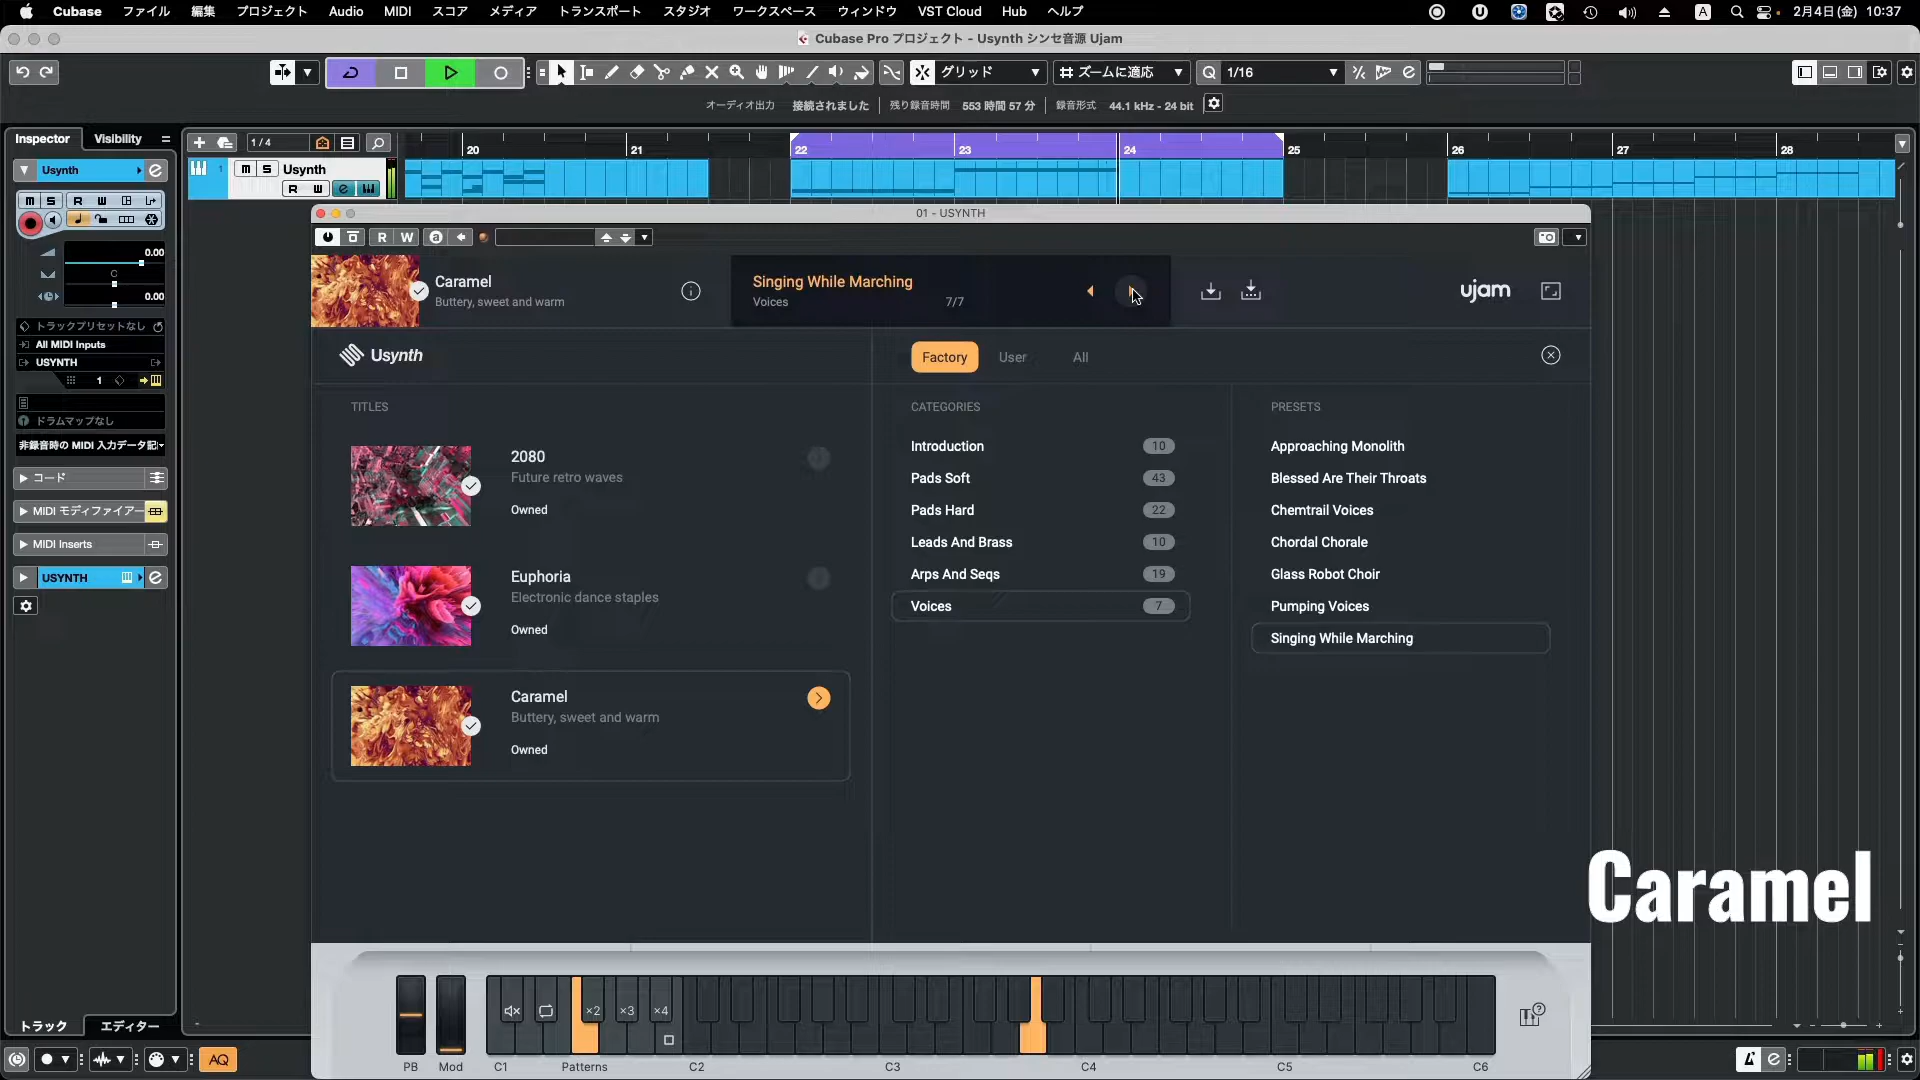 Cubase ファイル 編集 プロジェクト Audio MIDI スコア メディア トランスポート スタジオ ワークスペース ウィンドウ VST Cloud Hub ヘルプ A 2月4日(金) 10:37
Cubase Pro プロジェクト - Usynth シンセ音源 Ujam
グリッド ズームに適応 Q 1/16
オーディオ出力 接続されました 残り録音時間 553 時間 57 分 録音形式 44.1 kHz - 24 bit
Inspector Visibility 1/4 20 21 22 23 24 25 26 27 28
Usynth 1 M S Usynth
R W e
M S R W
01 - USYNTH
R W a
0.00
C
0.00
Caramel
Buttery, sweet and warm
Singing While Marching
Voices 7/7
ujam
トラックプリセットなし
All MIDI Inputs
USYNTH
1
ドラムマップなし
非録音時の MIDI 入力データ記
コード
MIDI モディファイアー
MIDI Inserts
USYNTH
Usynth Factory User All
TITLES
2080
Future retro waves
Owned
Euphoria
Electronic dance staples
Owned
Caramel
Buttery, sweet and warm
Owned
CATEGORIES
Introduction 10
Pads Soft 43
Pads Hard 22
Leads And Brass 10
Arps And Seqs 19
Voices 7
PRESETS
Approaching Monolith
Blessed Are Their Throats
Chemtrail Voices
Chordal Chorale
Glass Robot Choir
Pumping Voices
Singing While Marching
Caramel
×2 ×3 ×4
PB Mod C1 Patterns C2 C3 C4 C5 C6
トラック エディター
AQ